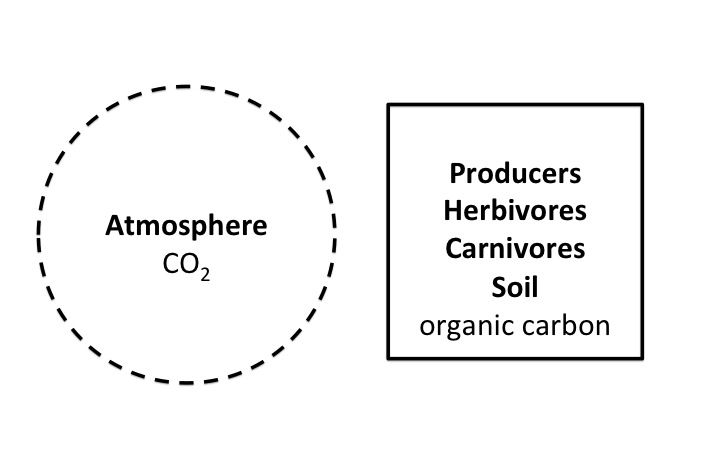 Atmosphere
CO₂
Producers
Herbivores
Carnivores
Soil
organic carbon